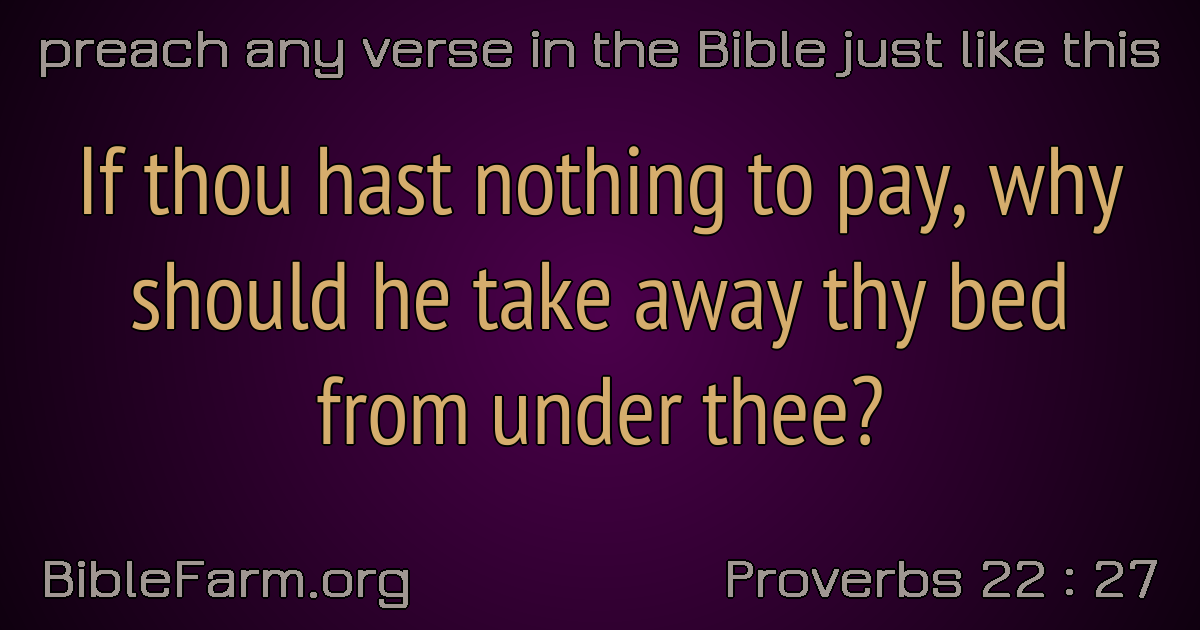 preach any verse in the Bible just like this
If thou hast nothing to pay, why
should he take away thy bed
from under thee?
BibleFarm.org
Proverbs 22 : 27